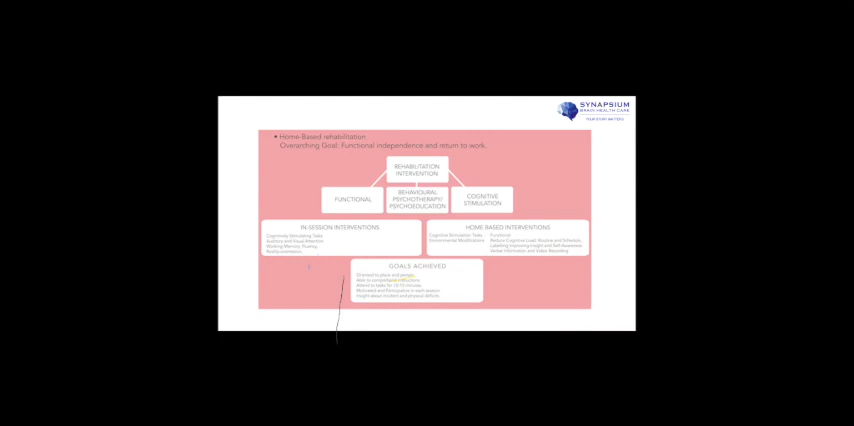 SYNAPSIUM
BRAIN HEALTH CARE
YOUR STORY MATTERS
• Home-Based rehabilitation
Overarching Goal: Functional independence and return to work.
REHABILITATION
INTERVENTION
FUNCTIONAL
BEHAVIOURAL
PSYCHOTHERAPY/
PSYCHOEDUCATION
COGNITIVE
STIMULATION
IN-SESSION INTERVENTIONS
Cognitively Stimulating Tasks
Auditory and Visual Attention
Working Memory, Fluency
Reality orientation
HOME BASED INTERVENTIONS
Cognitive Stimulation Tasks
Environmental Modifications
Functional
Reduce Cognitive Load: Routine and Schedule,
Labelling Improving Insight and Self-Awareness
Verbal Information and Video Recording
GOALS ACHIEVED
Oriented to place and person.
Able to comprehend instructions
Attend to tasks for 10-15 minutes.
Motivated and Participative in each session
Insight about incident and physical deficits